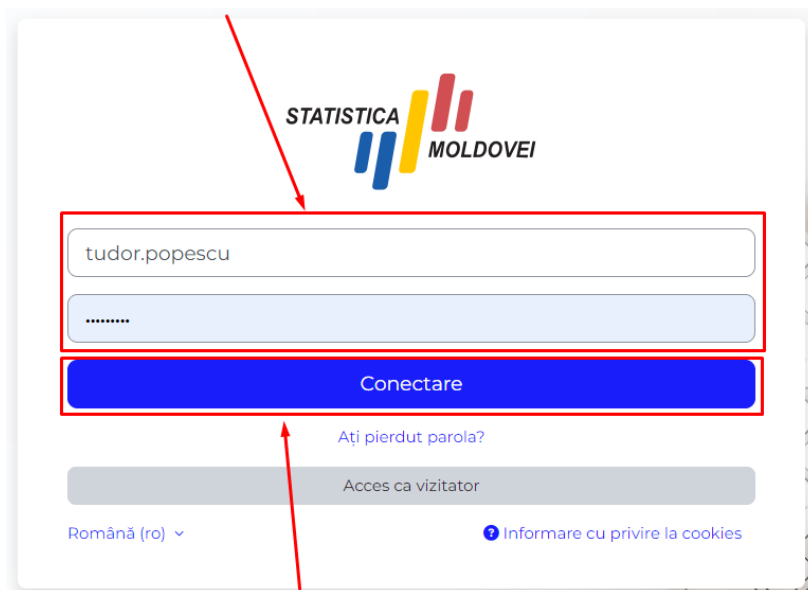 STATISTICA
MOLDOVEI
tudor.popescu
•••••••••
Conectare
Ați pierdut parola?
Acces ca vizitator
Română (ro)
Informare cu privire la cookies